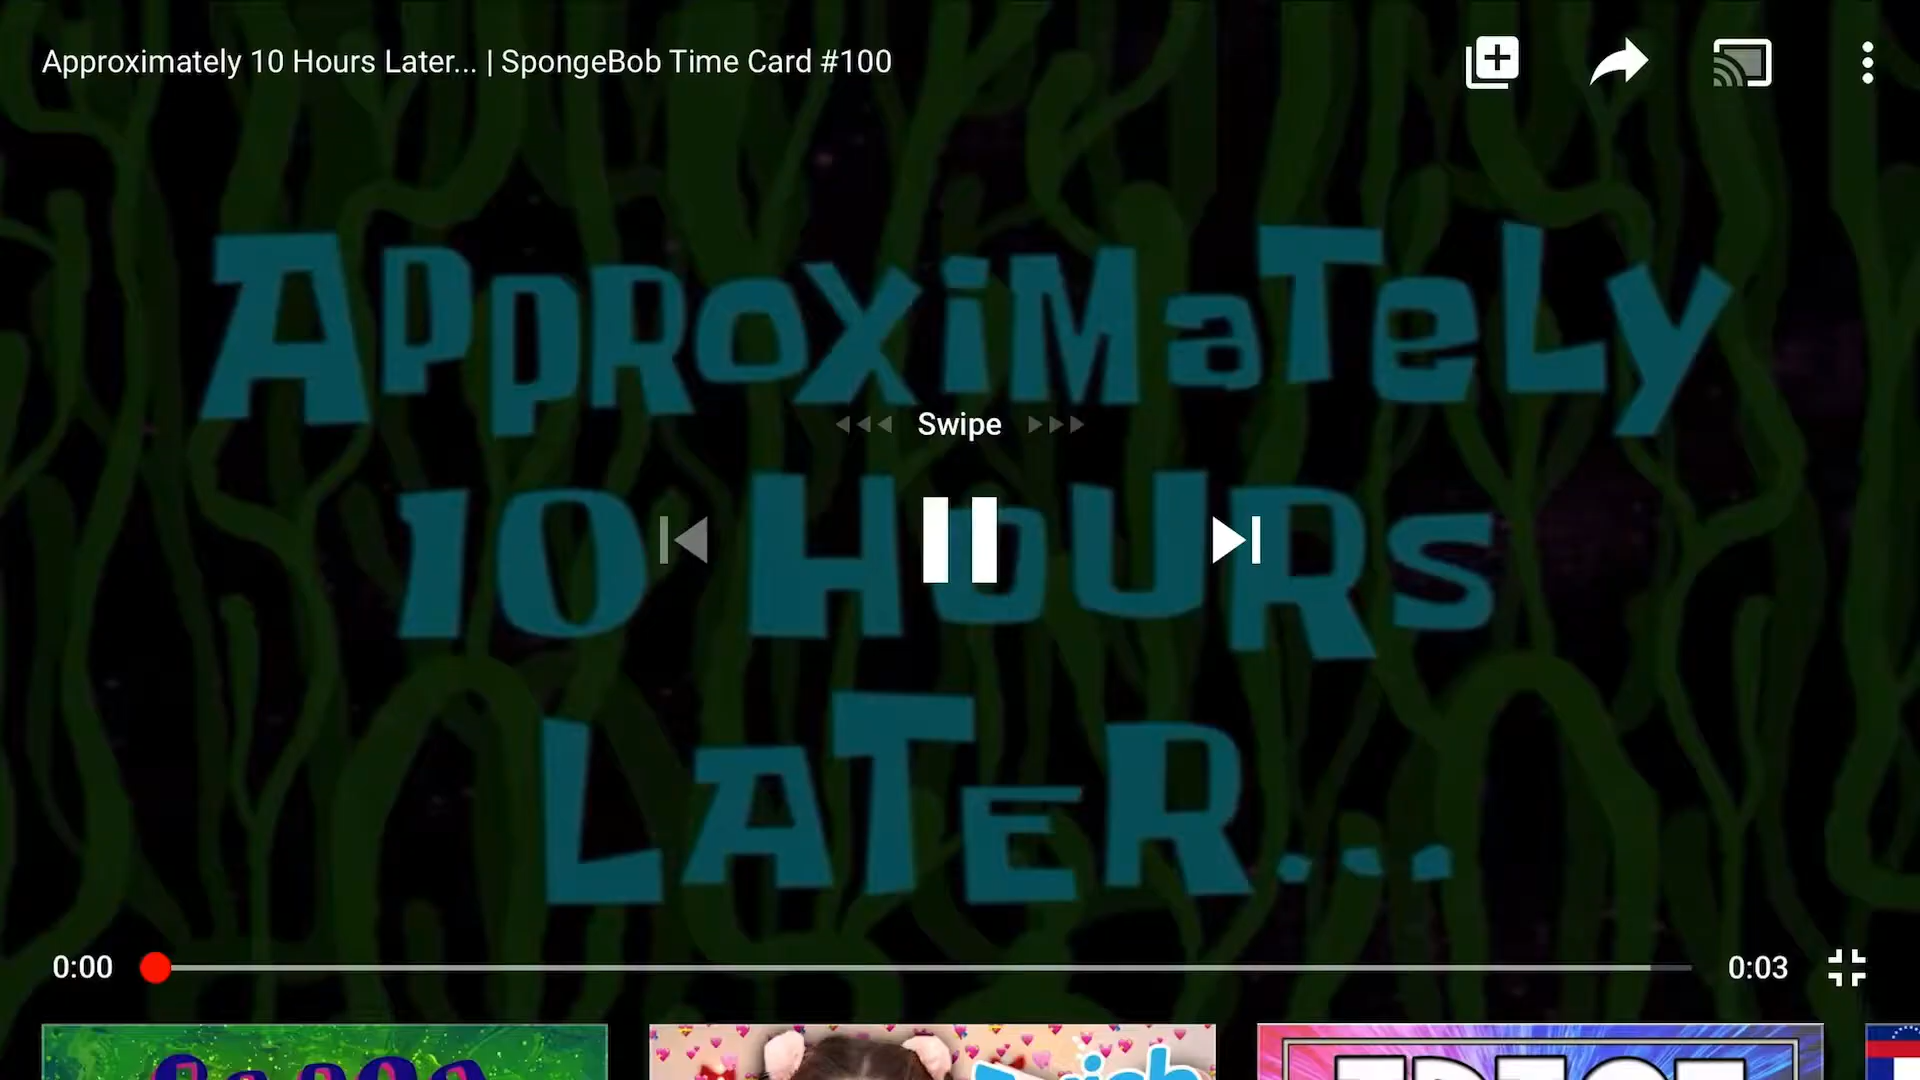 Approximately 10 Hours Later... | SpongeBob Time Card #100
APPROXiMaTeLy
Swipe
10 HoURs
LATER...
0:00
0:03